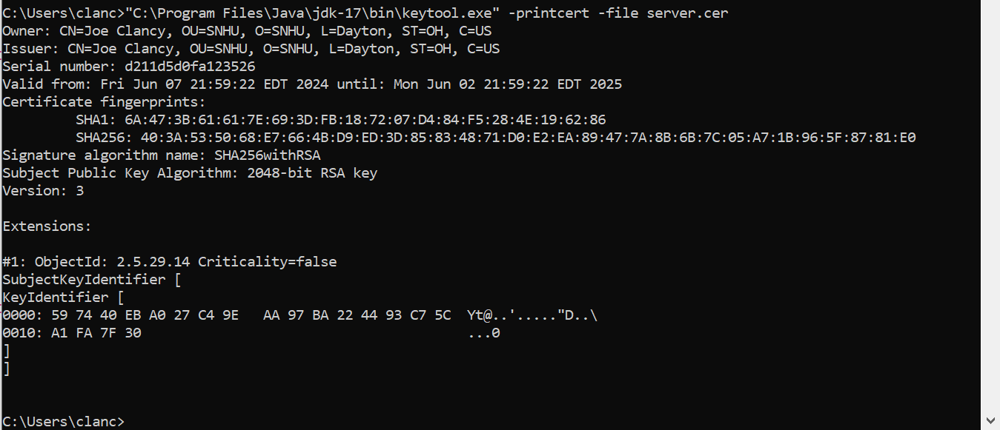 C:\Users\clanc>"C:\Program Files\Java\jdk-17\bin\keytool.exe" -printcert -file server.cer
Owner: CN=Joe Clancy, OU=SNHU, O=SNHU, L=Dayton, ST=OH, C=US
Issuer: CN=Joe Clancy, OU=SNHU, O=SNHU, L=Dayton, ST=OH, C=US
Serial number: d211d5d0fa123526
Valid from: Fri Jun 07 21:59:22 EDT 2024 until: Mon Jun 02 21:59:22 EDT 2025
Certificate fingerprints:
         SHA1: 6A:47:3B:61:61:7E:69:3D:FB:18:72:07:D4:84:F5:28:4E:19:62:86
         SHA256: 40:3A:53:50:68:E7:66:4B:D9:ED:3D:85:83:48:71:D0:E2:EA:89:47:7A:8B:6B:7C:05:A7:1B:96:5F:87:81:E0
Signature algorithm name: SHA256withRSA
Subject Public Key Algorithm: 2048-bit RSA key
Version: 3

Extensions:

#1: ObjectId: 2.5.29.14 Criticality=false
SubjectKeyIdentifier [
KeyIdentifier [
0000: 59 74 40 EB A0 27 C4 9E   AA 97 BA 22 44 93 C7 5C  Yt@..'....."D..\
0010: A1 FA 7F 30                                        ...0
]
]

C:\Users\clanc>